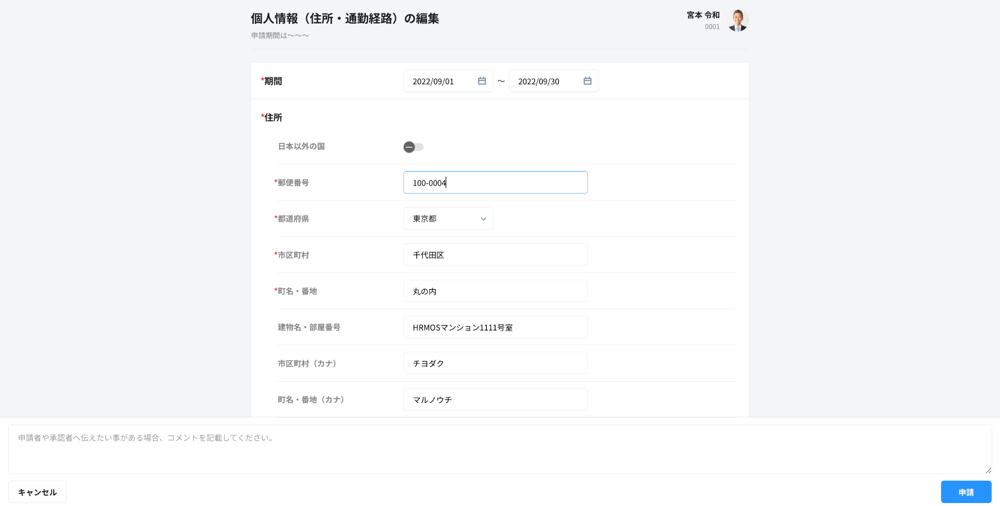 個人情報（住所・通勤経路）の編集
申請期間は～～～
宮本 令和
0001
*期間
2022/09/01 ～ 2022/09/30
*住所
日本以外の国
*郵便番号
100-0004
*都道府県
東京都
*市区町村
千代田区
*町名・番地
丸の内
建物名・部屋番号
HRMOSマンション1111号室
市区町村（カナ）
チヨダク
町名・番地（カナ）
マルノウチ
申請者や承認者へ伝えたい事がある場合、コメントを記載してください。
キャンセル
申請